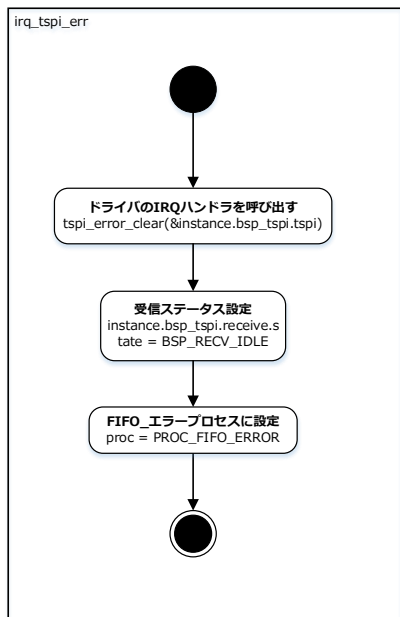 irq_tspi_err
ドライバのIRQハンドラを呼び出す
tspi_error_clear(&instance.bsp_tspi.tspi)
受信ステータス設定
instance.bsp_tspi.receive.s
tate = BSP_RECV_IDLE
FIFO_エラープロセスに設定
proc = PROC_FIFO_ERROR